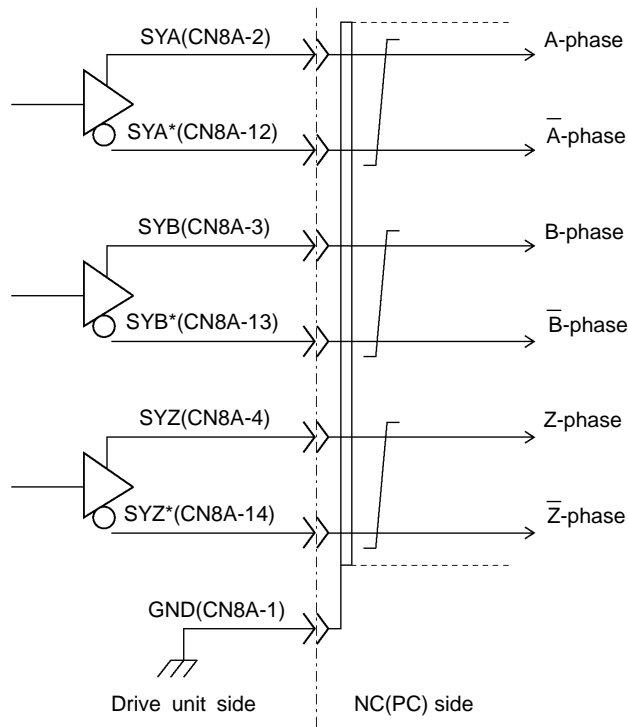 SYA(CN8A-2)
A-phase
SYA*(CN8A-12)
A̅-phase
SYB(CN8A-3)
B-phase
SYB*(CN8A-13)
B̅-phase
SYZ(CN8A-4)
Z-phase
SYZ*(CN8A-14)
Z̅-phase
GND(CN8A-1)
Drive unit side
NC(PC) side